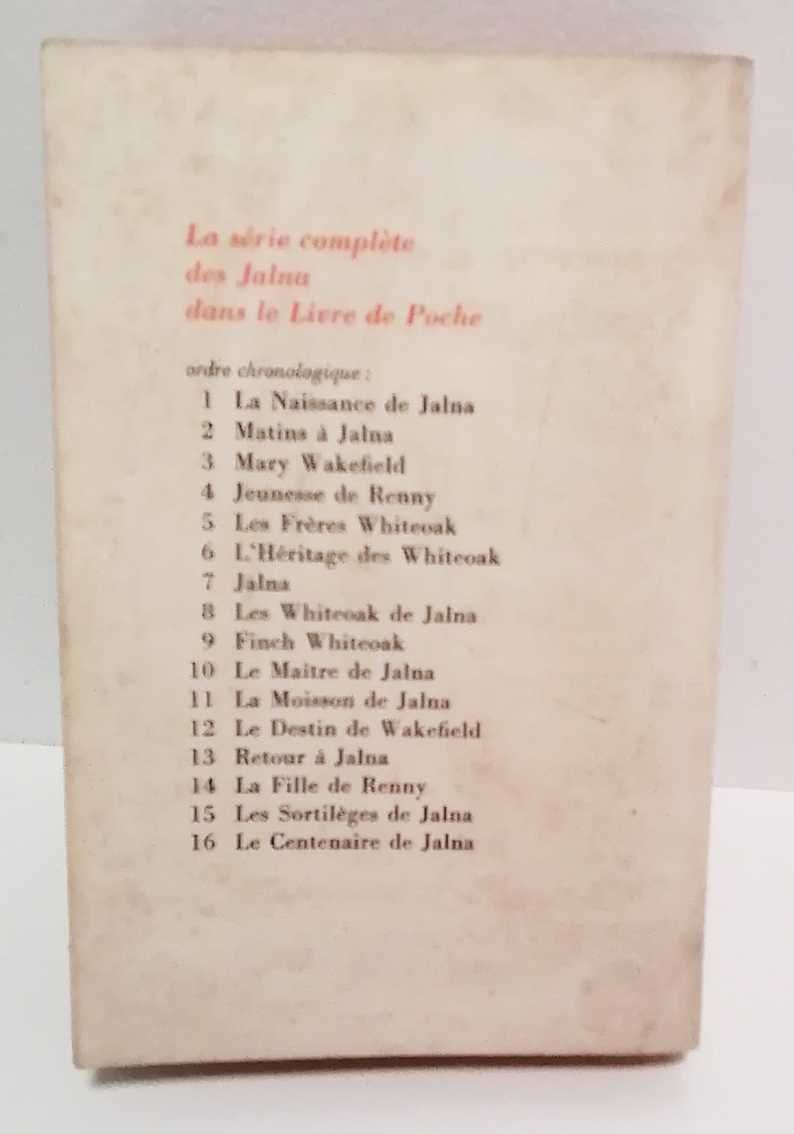 La série complète
des Jalna
dans le Livre de Poche
ordre chronologique :
1 La Naissance de Jalna
2 Matins à Jalna
3 Mary Wakefield
4 Jeunesse de Renny
5 Les Frères Whiteoak
6 L'Héritage des Whiteoak
7 Jalna
8 Les Whiteoak de Jalna
9 Finch Whiteoak
10 Le Maître de Jalna
11 La Moisson de Jalna
12 Le Destin de Wakefield
13 Retour à Jalna
14 La Fille de Renny
15 Les Sortilèges de Jalna
16 Le Centenaire de Jalna